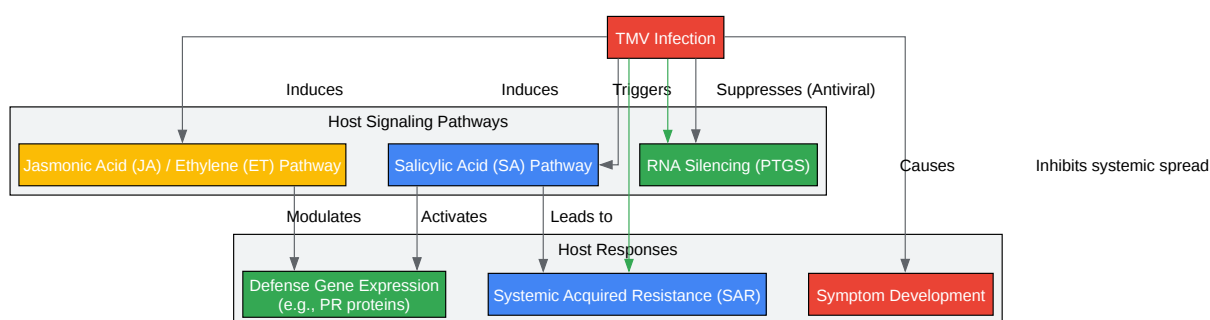 TMV Infection
Induces
Induces
Triggers
Suppresses (Antiviral)
Host Signaling Pathways
Jasmonic Acid (JA) / Ethylene (ET) Pathway
Salicylic Acid (SA) Pathway
RNA Silencing (PTGS)
Causes
Inhibits systemic spread
Modulates
Activates
Leads to
Host Responses
Defense Gene Expression
(e.g., PR proteins)
Systemic Acquired Resistance (SAR)
Symptom Development